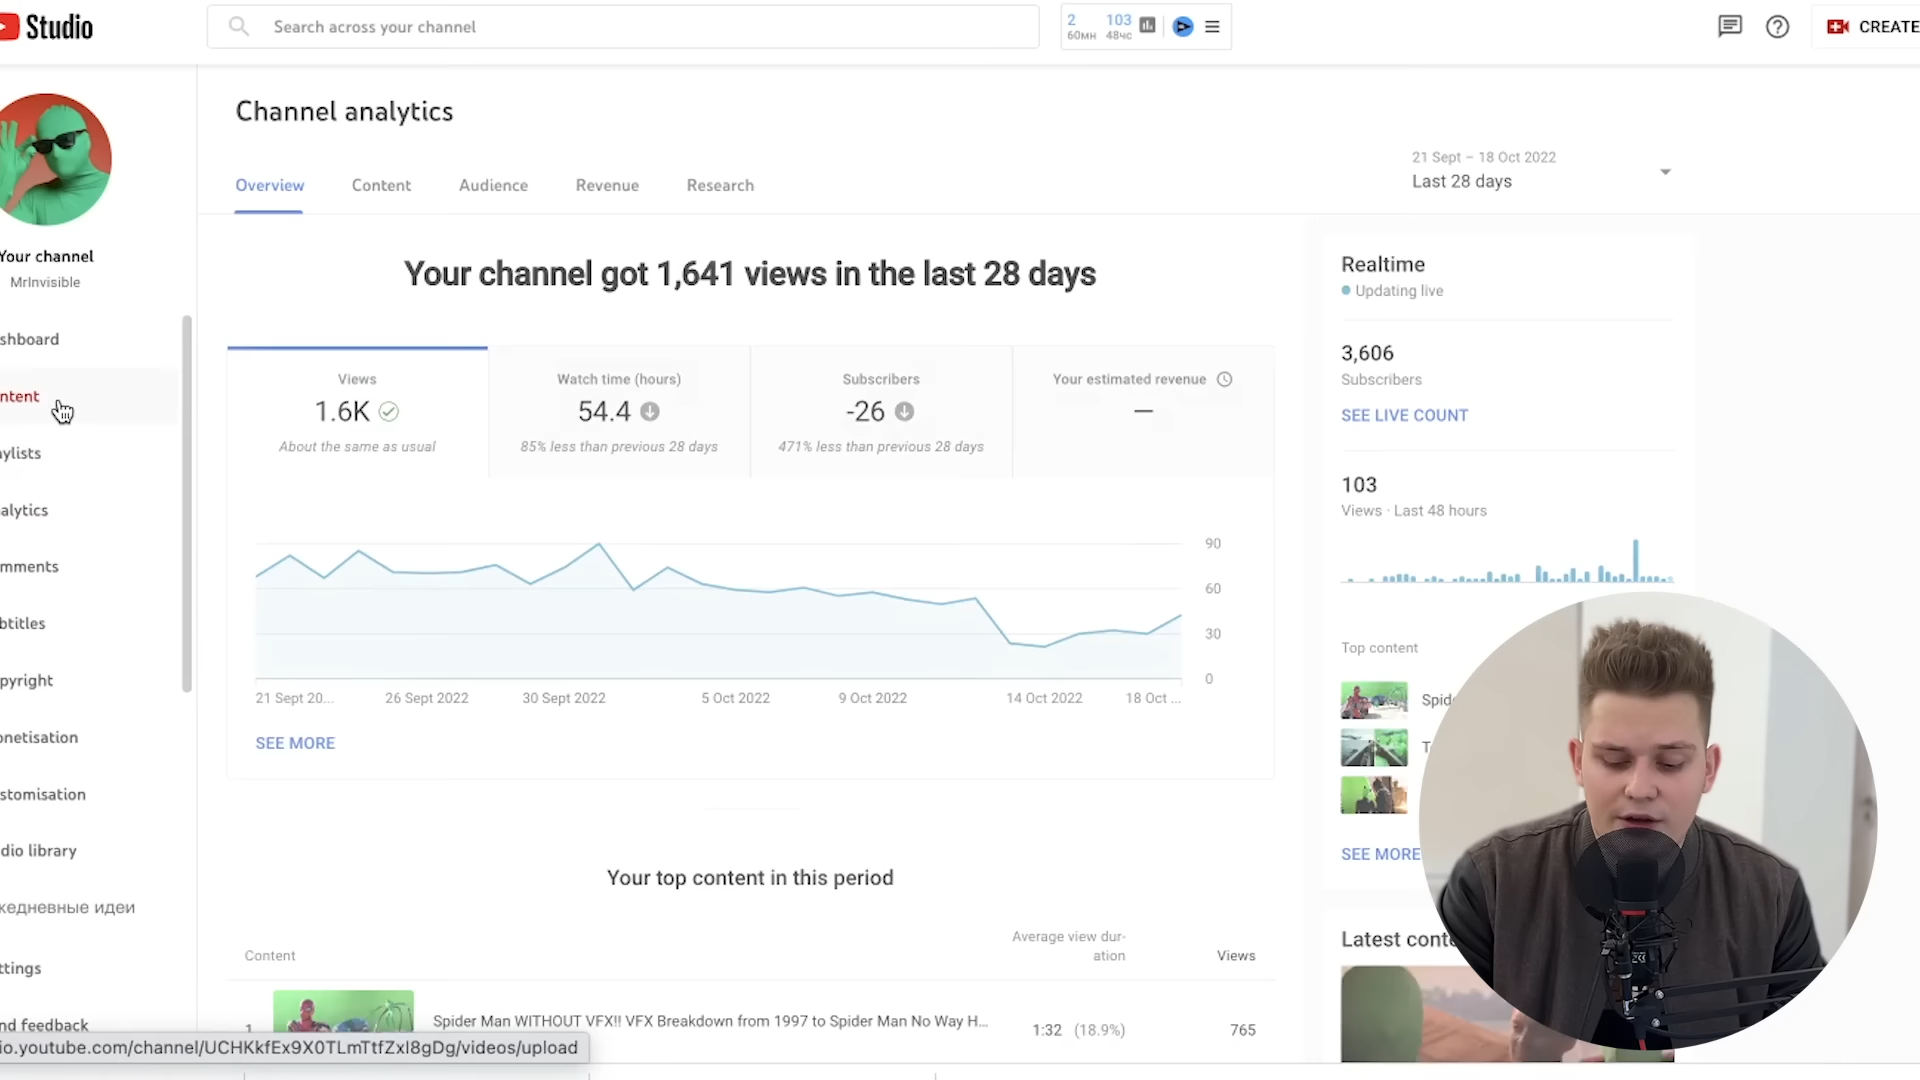 Studio
Search across your channel
2
60мн
103
48чс
CREATE
Channel analytics
Overview
Content
Audience
Revenue
Research
21 Sept – 18 Oct 2022
Last 28 days
Your channel
MrInvisible
shboard
ntent
ylists
alytics
mments
btitles
pyright
netisation
stomisation
dio library
кедневные идеи
ttings
nd feedback
io.youtube.com/channel/UCHKkfEx9X0TLmTtfZxI8gDg/videos/upload
Your channel got 1,641 views in the last 28 days
Views
1.6K
About the same as usual
Watch time (hours)
54.4
85% less than previous 28 days
Subscribers
-26
471% less than previous 28 days
Your estimated revenue
—
90
60
30
0
21 Sept 20...
26 Sept 2022
30 Sept 2022
5 Oct 2022
9 Oct 2022
14 Oct 2022
18 Oct ...
SEE MORE
Your top content in this period
Content
Average view dur-
ation
Views
1
Spider Man WITHOUT VFX!! VFX Breakdown from 1997 to Spider Man No Way H...
1:32 (18.9%)
765
Realtime
Updating live
3,606
Subscribers
SEE LIVE COUNT
103
Views · Last 48 hours
Top content
Spid
T
SEE MORE
Latest conte